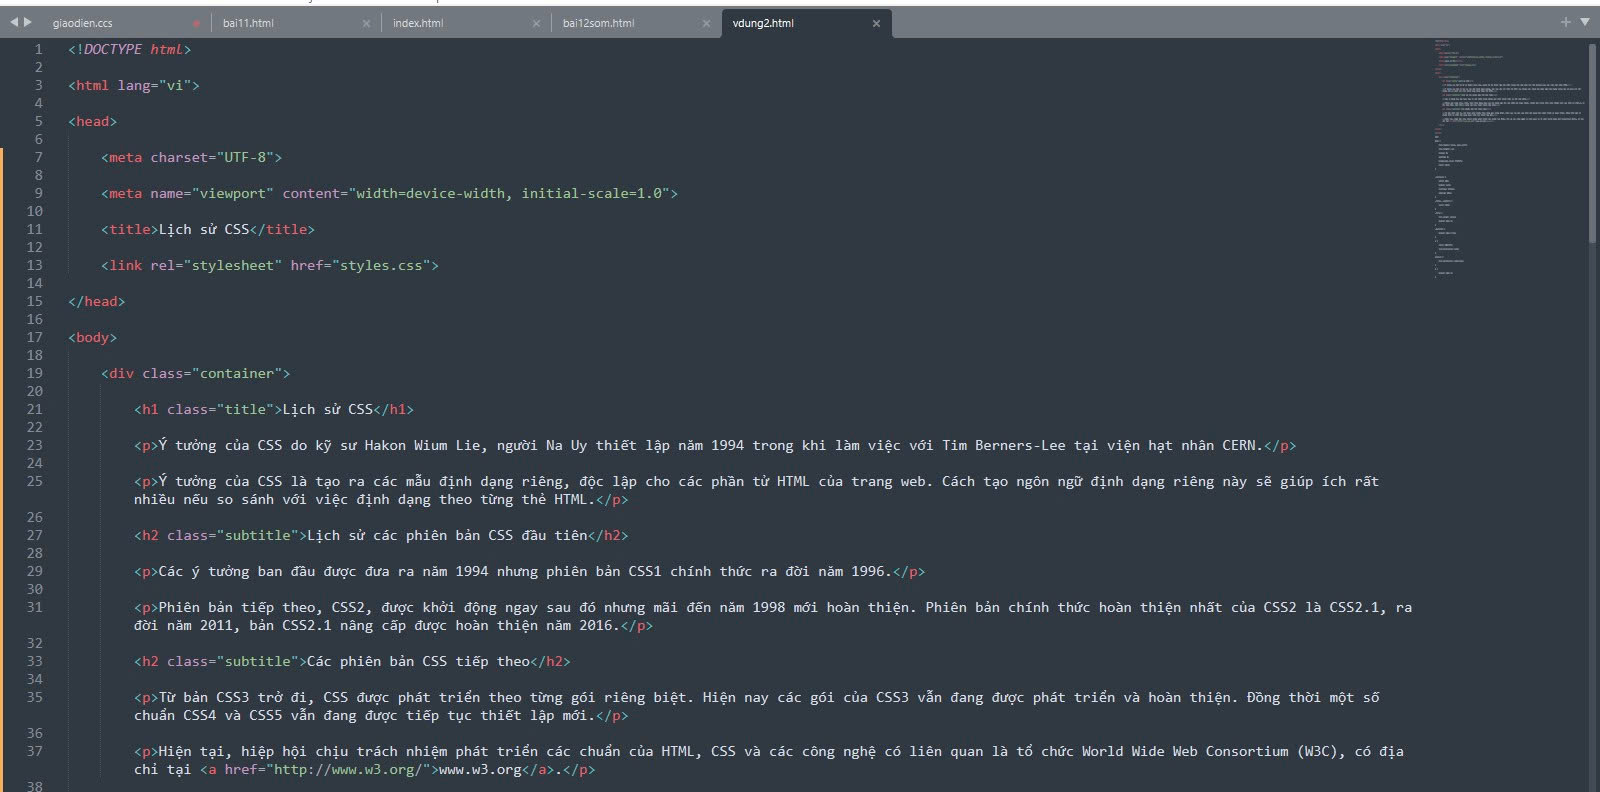 giaodien.ccs bai11.html index.html bai12som.html vdung2.html
1 <!DOCTYPE html>
2
3 <html lang="vi">
4
5 <head>
6
7 <meta charset="UTF-8">
8
9 <meta name="viewport" content="width=device-width, initial-scale=1.0">
10
11 <title>Lịch sử CSS</title>
12
13 <link rel="stylesheet" href="styles.css">
14
15 </head>
16
17 <body>
18
19 <div class="container">
20
21 <h1 class="title">Lịch sử CSS</h1>
22
23 <p>Ý tưởng của CSS do kỹ sư Hakon Wium Lie, người Na Uy thiết lập năm 1994 trong khi làm việc với Tim Berners-Lee tại viện hạt nhân CERN.</p>
24
25 <p>Ý tưởng của CSS là tạo ra các mẫu định dạng riêng, độc lập cho các phần tử HTML của trang web. Cách tạo ngôn ngữ định dạng riêng này sẽ giúp ích rất
nhiều nếu so sánh với việc định dạng theo từng thẻ HTML.</p>
26
27 <h2 class="subtitle">Lịch sử các phiên bản CSS đầu tiên</h2>
28
29 <p>Các ý tưởng ban đầu được đưa ra năm 1994 nhưng phiên bản CSS1 chính thức ra đời năm 1996.</p>
30
31 <p>Phiên bản tiếp theo, CSS2, được khởi động ngay sau đó nhưng mãi đến năm 1998 mới hoàn thiện. Phiên bản chính thức hoàn thiện nhất của CSS2 là CSS2.1, ra
đời năm 2011, bản CSS2.1 nâng cấp được hoàn thiện năm 2016.</p>
32
33 <h2 class="subtitle">Các phiên bản CSS tiếp theo</h2>
34
35 <p>Từ bản CSS3 trở đi, CSS được phát triển theo từng gói riêng biệt. Hiện nay các gói của CSS3 vẫn đang được phát triển và hoàn thiện. Đồng thời một số
chuẩn CSS4 và CSS5 vẫn đang được tiếp tục thiết lập mới.</p>
36
37 <p>Hiện tại, hiệp hội chịu trách nhiệm phát triển các chuẩn của HTML, CSS và các công nghệ có liên quan là tổ chức World Wide Web Consortium (W3C), có địa
chỉ tại <a href="http://www.w3.org/">www.w3.org</a>.</p>
38